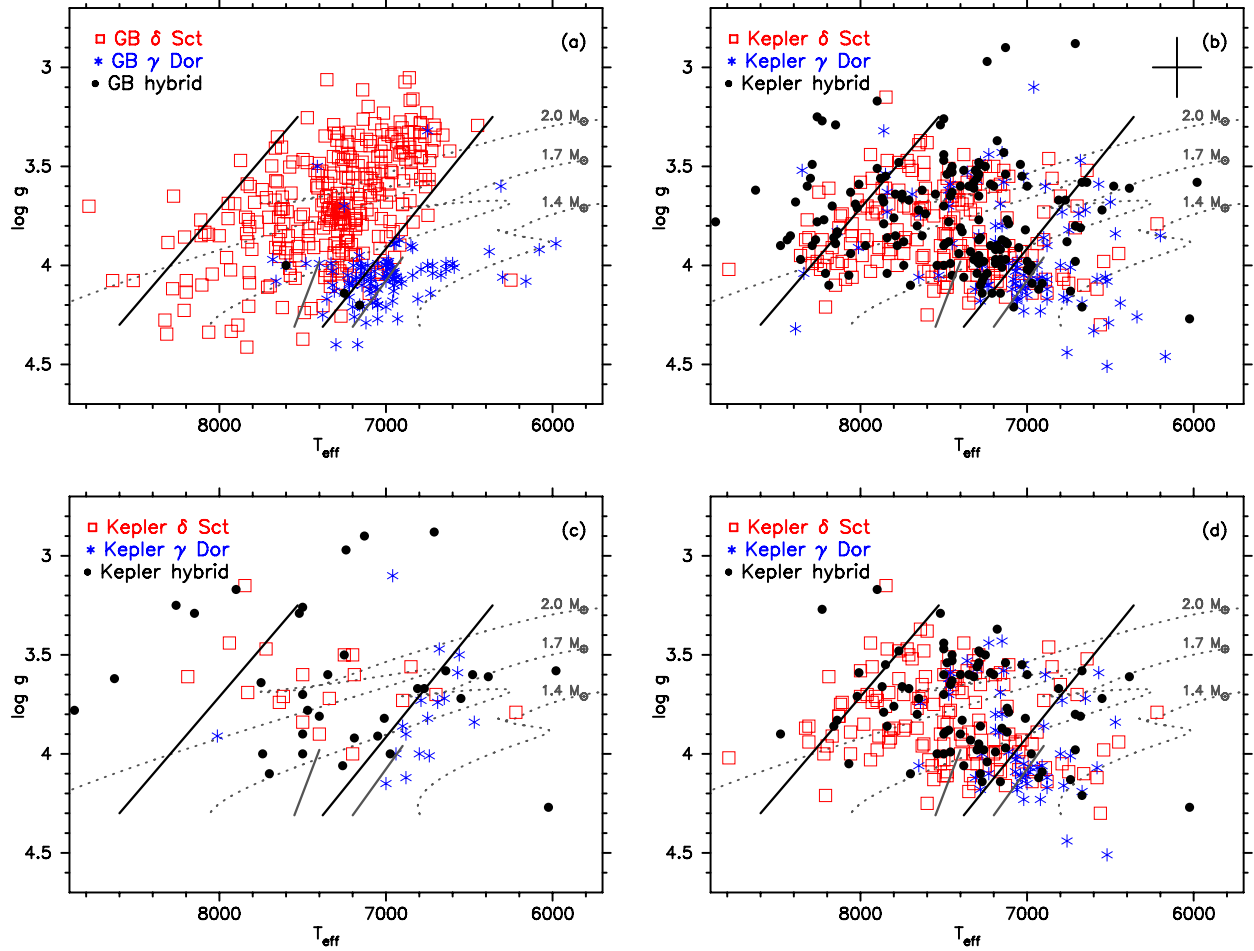 GB δ Sct
GB γ Dor
GB hybrid
(a)
3
3.5
4
4.5
log g
2.0 M⊙
1.7 M⊙
1.4 M⊙
8000
7000
6000
T_eff
Kepler δ Sct
Kepler γ Dor
Kepler hybrid
(b)
3
3.5
4
4.5
log g
2.0 M⊙
1.7 M⊙
1.4 M⊙
8000
7000
6000
T_eff
Kepler δ Sct
Kepler γ Dor
Kepler hybrid
(c)
3
3.5
4
4.5
log g
2.0 M⊙
1.7 M⊙
1.4 M⊙
8000
7000
6000
T_eff
Kepler δ Sct
Kepler γ Dor
Kepler hybrid
(d)
3
3.5
4
4.5
log g
2.0 M⊙
1.7 M⊙
1.4 M⊙
8000
7000
6000
T_eff